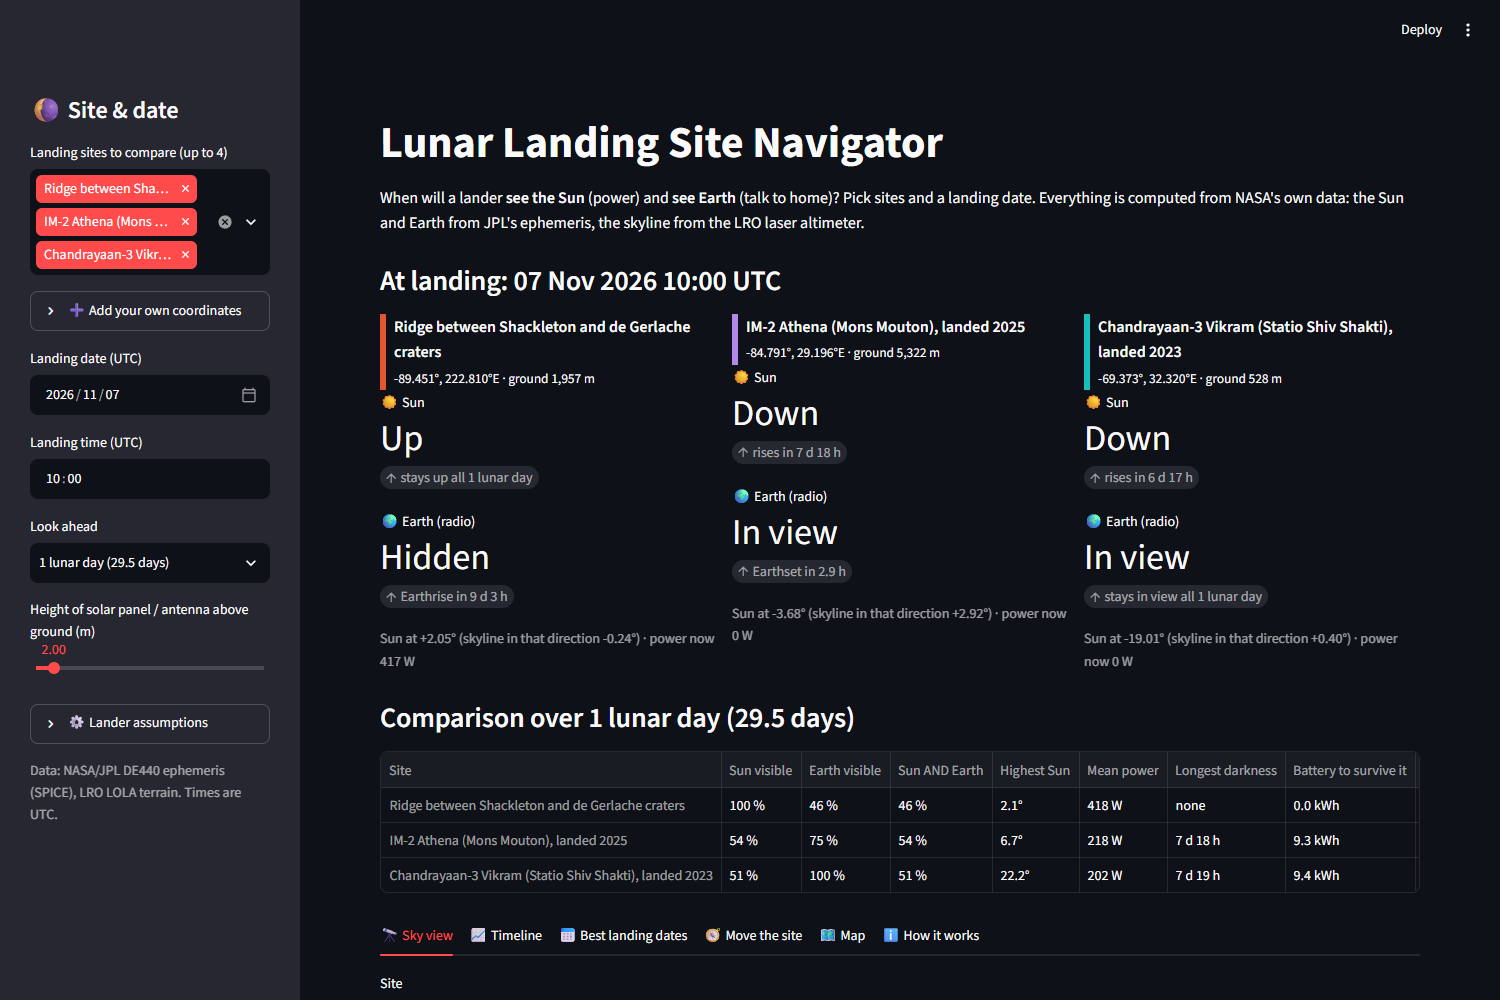 Deploy
Site & date
Landing sites to compare (up to 4)
Ridge between Sha...
IM-2 Athena (Mons ...
Chandrayaan-3 Vikr...
Add your own coordinates
Landing date (UTC)
2026/11/07
Landing time (UTC)
10:00
Look ahead
1 lunar day (29.5 days)
Height of solar panel / antenna above
ground (m)
2.00
Lander assumptions
Data: NASA/JPL DE440 ephemeris
(SPICE), LRO LOLA terrain. Times are
UTC.
Lunar Landing Site Navigator
When will a lander see the Sun (power) and see Earth (talk to home)? Pick sites and a landing date. Everything is computed from NASA's own data: the Sun
and Earth from JPL's ephemeris, the skyline from the LRO laser altimeter.
At landing: 07 Nov 2026 10:00 UTC
Ridge between Shackleton and de Gerlache
craters
-89.451°, 222.810°E · ground 1,957 m
Sun
Up
↑ stays up all 1 lunar day
Earth (radio)
Hidden
↑ Earthrise in 9 d 3 h
Sun at +2.05° (skyline in that direction -0.24°) · power now
417 W
IM-2 Athena (Mons Mouton), landed 2025
-84.791°, 29.196°E · ground 5,322 m
Sun
Down
↑ rises in 7 d 18 h
Earth (radio)
In view
↑ Earthset in 2.9 h
Sun at -3.68° (skyline in that direction +2.92°) · power now
0 W
Chandrayaan-3 Vikram (Statio Shiv Shakti),
landed 2023
-69.373°, 32.320°E · ground 528 m
Sun
Down
↑ rises in 6 d 17 h
Earth (radio)
In view
↑ stays in view all 1 lunar day
Sun at -19.01° (skyline in that direction +0.40°) · power
now 0 W
Comparison over 1 lunar day (29.5 days)
Site Sun visible Earth visible Sun AND Earth Highest Sun Mean power Longest darkness Battery to survive it
Ridge between Shackleton and de Gerlache craters 100 % 46 % 46 % 2.1° 418 W none 0.0 kWh
IM-2 Athena (Mons Mouton), landed 2025 54 % 75 % 54 % 6.7° 218 W 7 d 18 h 9.3 kWh
Chandrayaan-3 Vikram (Statio Shiv Shakti), landed 2023 51 % 100 % 51 % 22.2° 202 W 7 d 19 h 9.4 kWh
Sky view Timeline Best landing dates Move the site Map How it works
Site